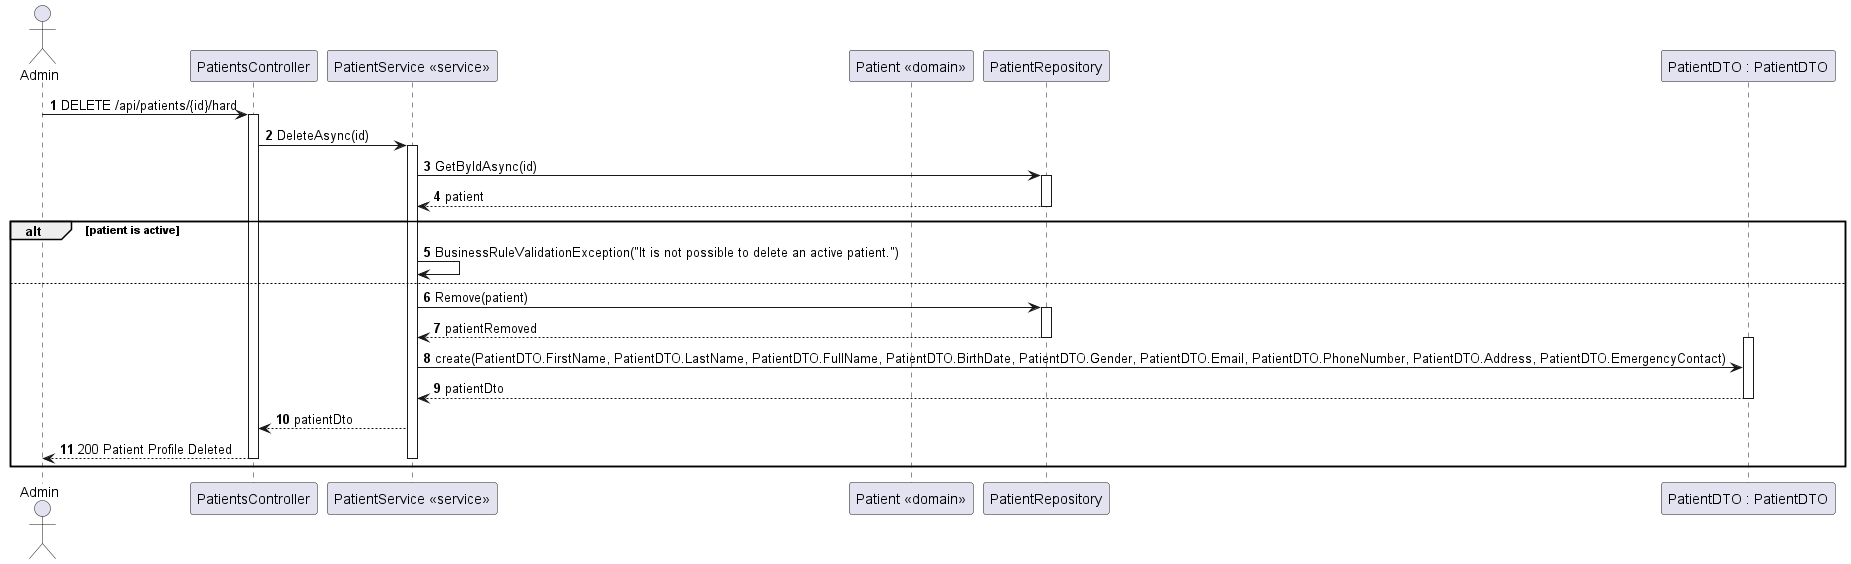 Admin
PatientsController
PatientService «service»
Patient «domain»
PatientRepository
PatientDTO : PatientDTO
1 DELETE /api/patients/{id}/hard
2 DeleteAsync(id)
3 GetByIdAsync(id)
4 patient
alt [patient is active]
5 BusinessRuleValidationException("It is not possible to delete an active patient.")
6 Remove(patient)
7 patientRemoved
8 create(PatientDTO.FirstName, PatientDTO.LastName, PatientDTO.FullName, PatientDTO.BirthDate, PatientDTO.Gender, PatientDTO.Email, PatientDTO.PhoneNumber, PatientDTO.Address, PatientDTO.EmergencyContact)
9 patientDto
10 patientDto
11 200 Patient Profile Deleted
Admin
PatientsController
PatientService «service»
Patient «domain»
PatientRepository
PatientDTO : PatientDTO